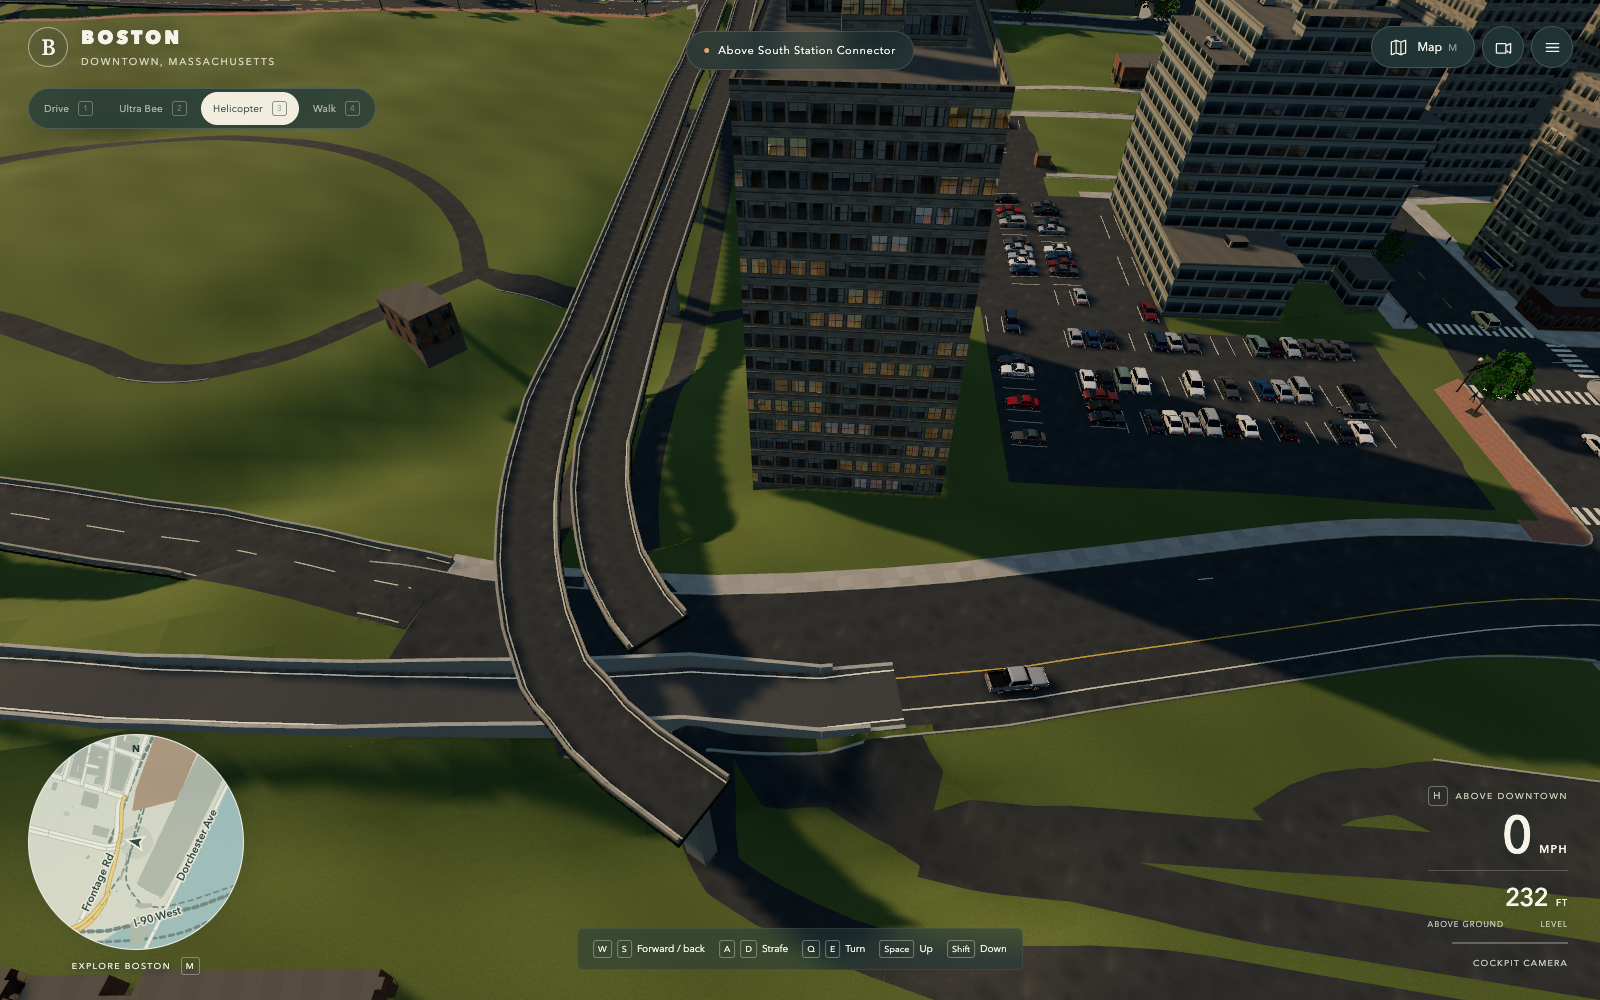 B
BOSTON
DOWNTOWN, MASSACHUSETTS
Drive 1 Ultra Bee 2 Helicopter 3 Walk 4
Above South Station Connector
Map M
N
Frontage Rd
Dorchester Ave
I-90 West
EXPLORE BOSTON M
W S Forward / back A D Strafe Q E Turn Space Up Shift Down
H ABOVE DOWNTOWN
0 MPH
232 FT
ABOVE GROUND LEVEL
COCKPIT CAMERA